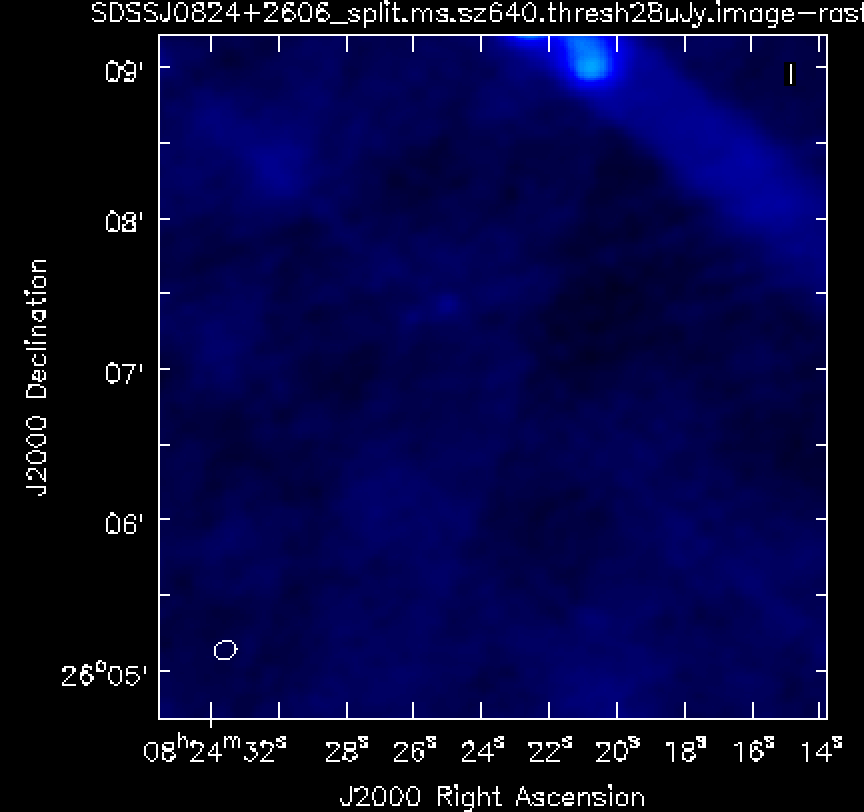 SDSSJ0824+2606_split.ms.sz640.thresh28uJy.image-rast
I
09'
08'
07'
06'
26°05'
08ʰ24ᵐ32ˢ 28ˢ 26ˢ 24ˢ 22ˢ 20ˢ 18ˢ 16ˢ 14ˢ
J2000 Right Ascension
J2000 Declination